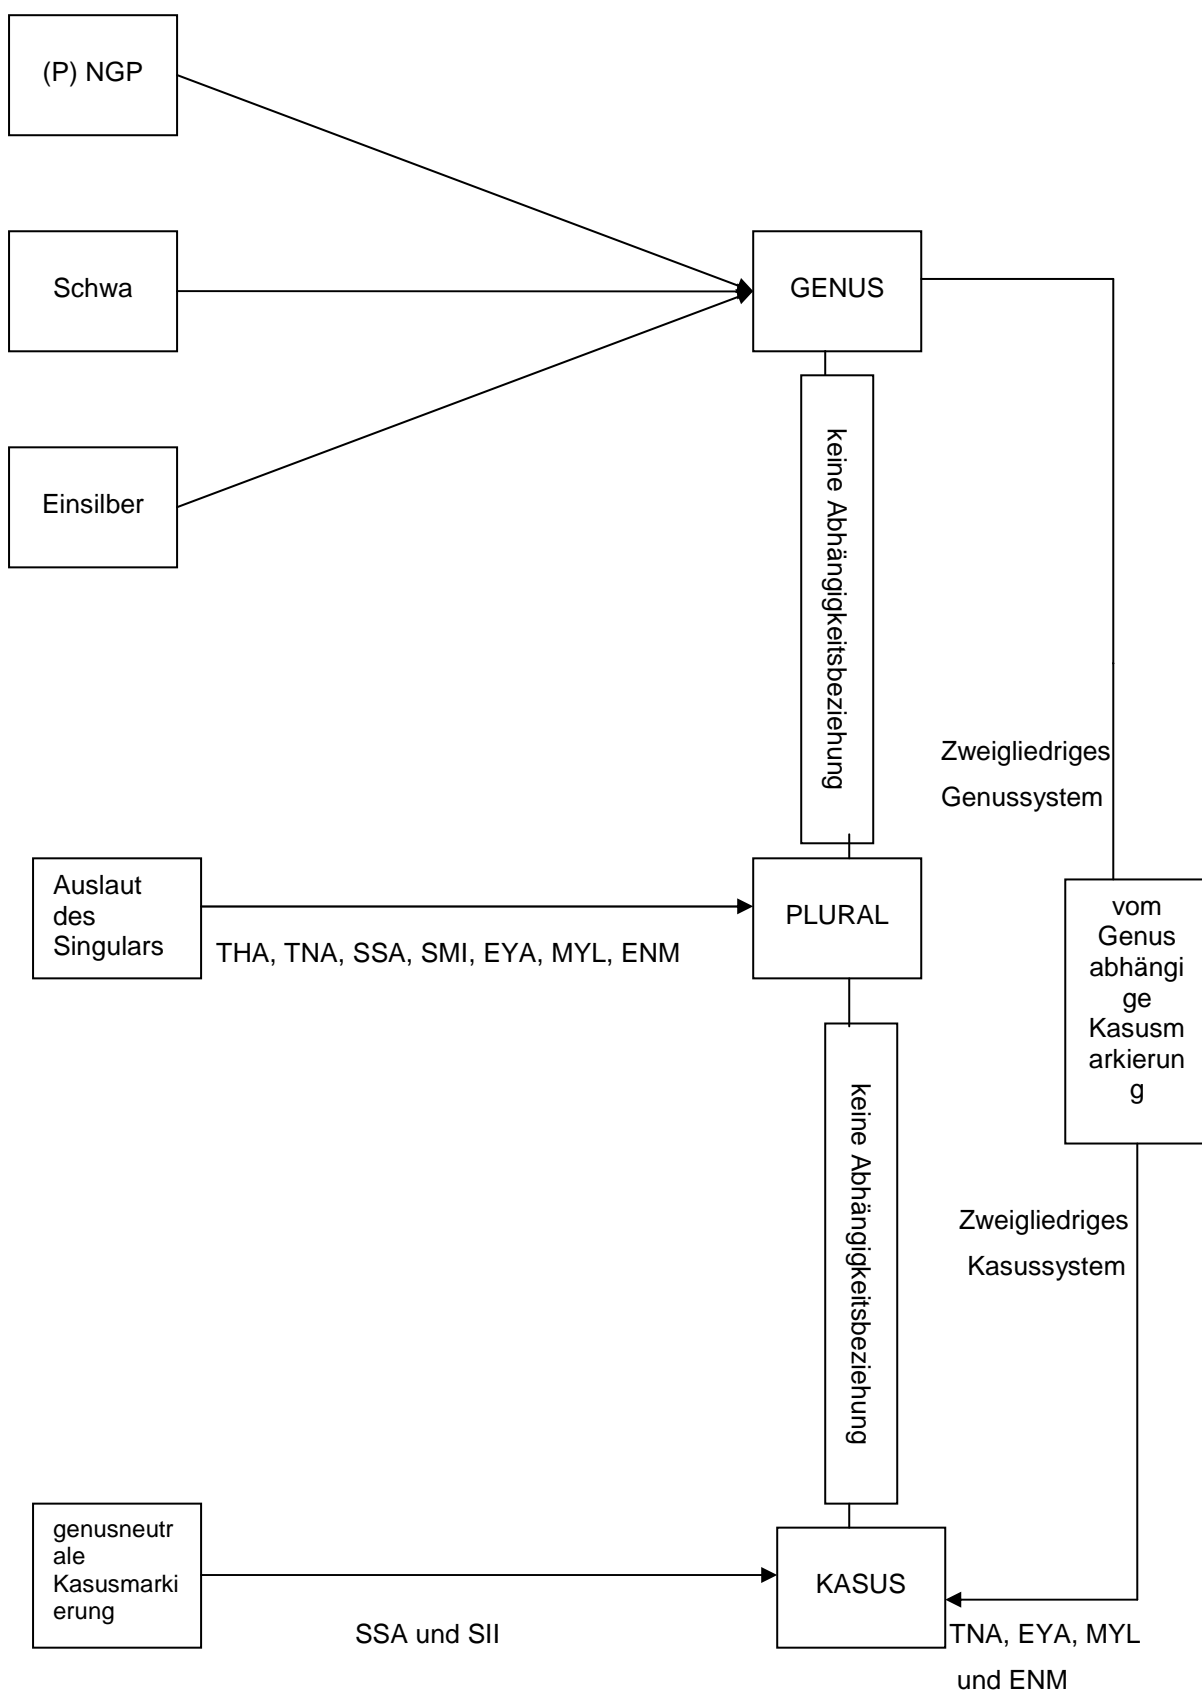 (P) NGP
Schwa
GENUS
Einsilber
keine Abhängigkeitsbeziehung
Zweigliedriges
Genussystem
Auslaut
des
Singulars
THA, TNA, SSA, SMI, EYA, MYL, ENM
PLURAL
vom
Genus
abhängi
ge
Kasusm
arkierun
g
keine Abhängigkeitsbeziehung
Zweigliedriges
Kasussystem
genusneutr
ale
Kasusmarki
erung
SSA und SII
KASUS
TNA, EYA, MYL
und ENM